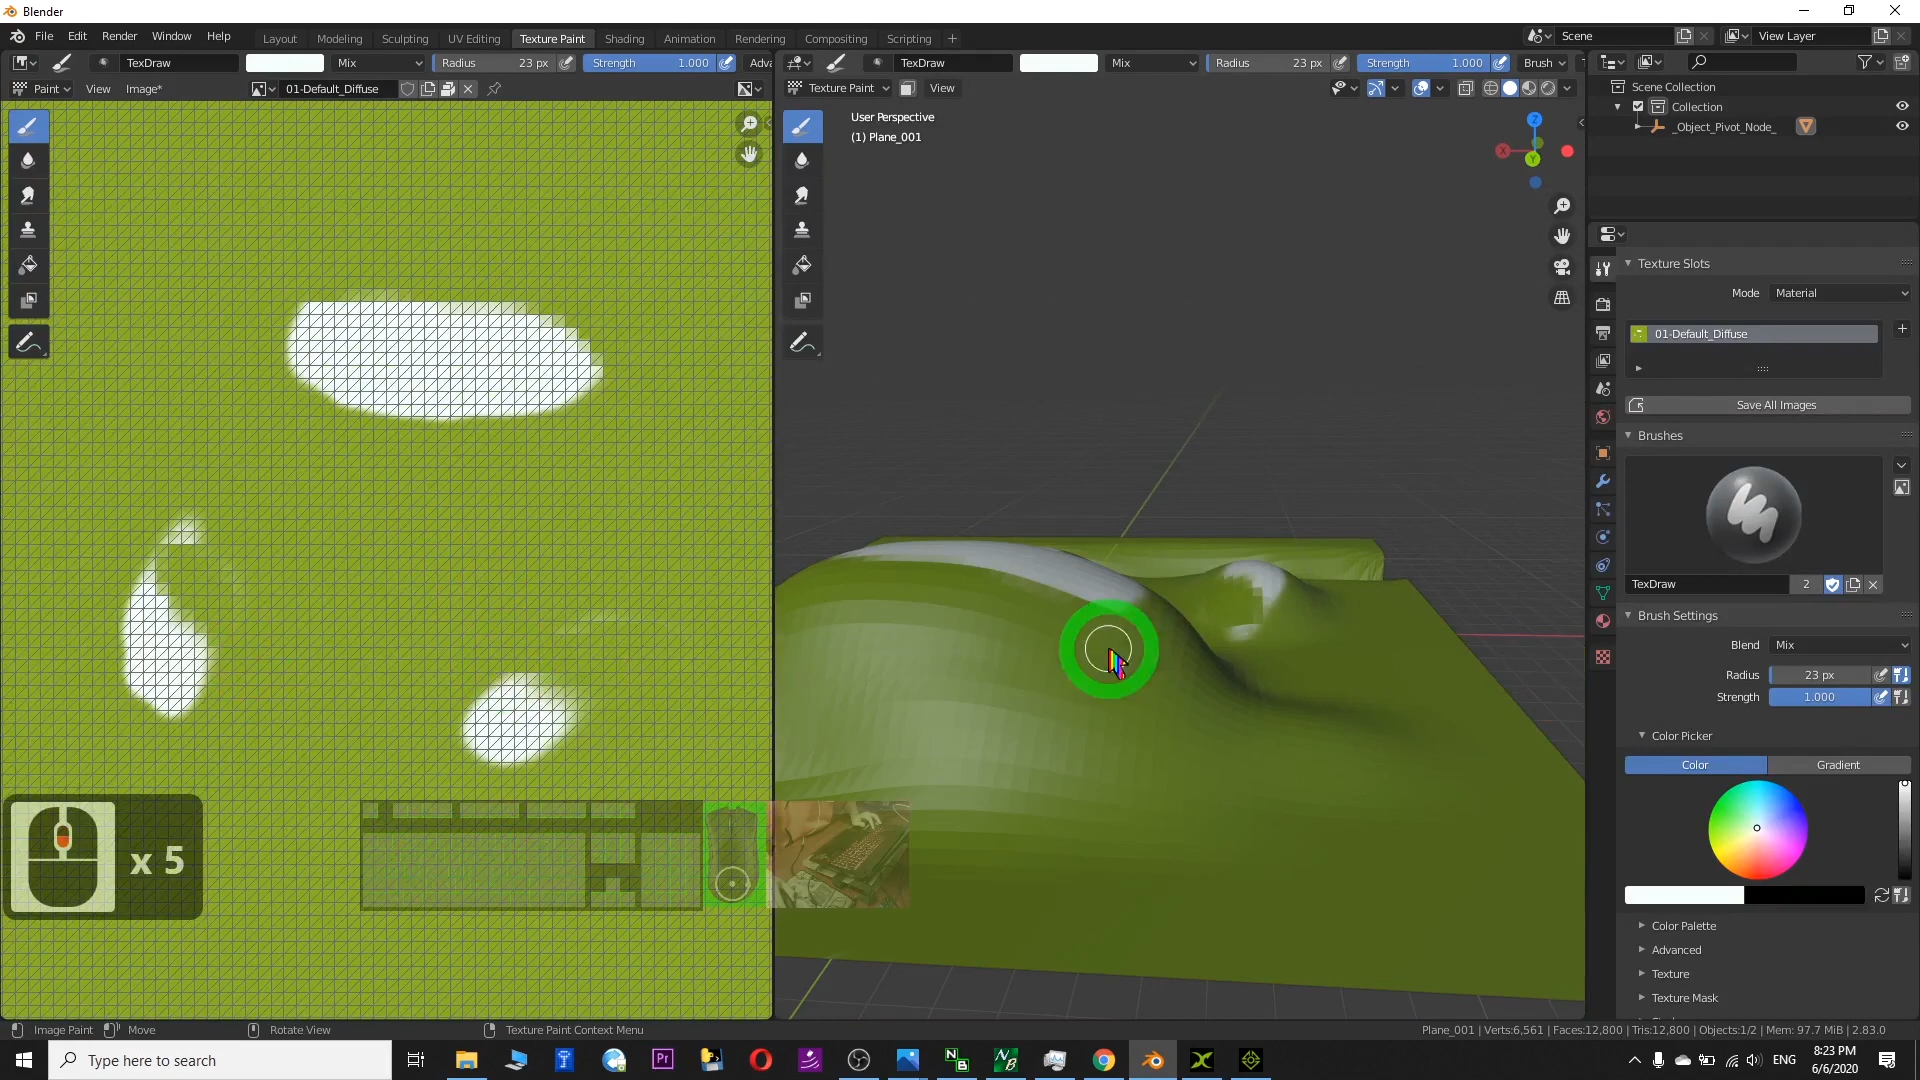 Blender
File Edit Render Window Help
Layout Modeling Sculpting UV Editing Texture Paint Shading Animation Rendering Compositing Scripting +
Scene
View Layer
TexDraw Mix Radius 23 px Strength 1.000 Adv
TexDraw Mix Radius 23 px Strength 1.000 Brush
Paint View Image* 01-Default_Diffuse
Texture Paint View
User Perspective
(1) Plane_001
Z
X
Y
Scene Collection
Collection
_Object_Pivot_Node_
Texture Slots
Mode Material
01-Default_Diffuse
Save All Images
Brushes
TexDraw 2
Brush Settings
Blend Mix
Radius 23 px
Strength 1.000
Color Picker
Color Gradient
Color Palette
Advanced
Texture
Texture Mask
x 5
Image Paint Move Rotate View Texture Paint Context Menu
Plane_001 | Verts:6,561 | Faces:12,800 | Tris:12,800 | Objects:1/2 | Mem: 97.7 MiB | 2.83.0
Type here to search
Pr
ENG
8:23 PM
6/6/2020